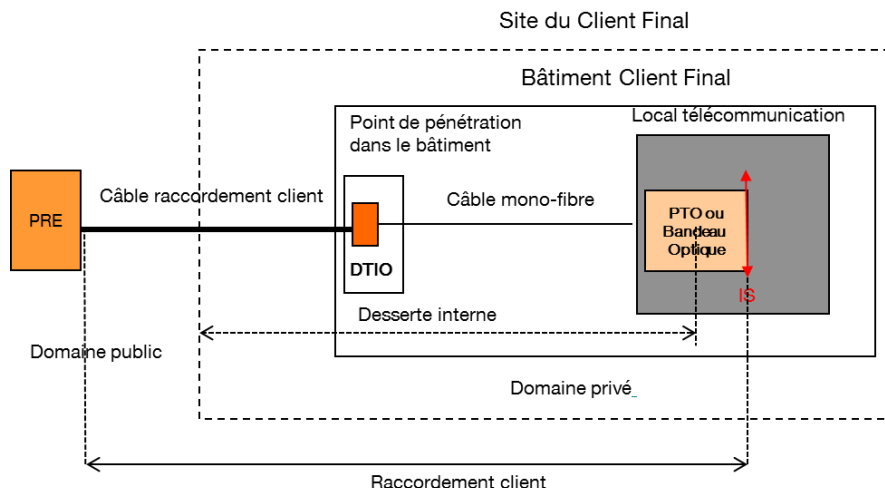 Site du Client Final
Bâtiment Client Final
Local télécommunication
Point de pénétration
dans le bâtiment
Câble raccordement client
Câble mono-fibre
PRE
PTO ou
Bandeau
Optique
DTIO
IS
Desserte interne
Domaine public
Domaine privé
Raccordement client